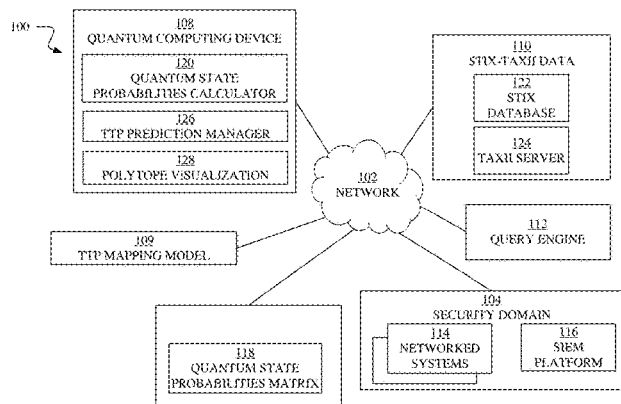 100
108
QUANTUM COMPUTING DEVICE
120
QUANTUM STATE
PROBABILITIES CALCULATOR
126
TTP PREDICTION MANAGER
128
POLYTOPE VISUALIZATION
110
STIX-TAXII DATA
122
STIX
DATABASE
124
TAXII SERVER
102
NETWORK
109
TTP MAPPING MODEL
112
QUERY ENGINE
118
QUANTUM STATE
PROBABILITIES MATRIX
104
SECURITY DOMAIN
114
NETWORKED
SYSTEMS
116
SIEM
PLATFORM